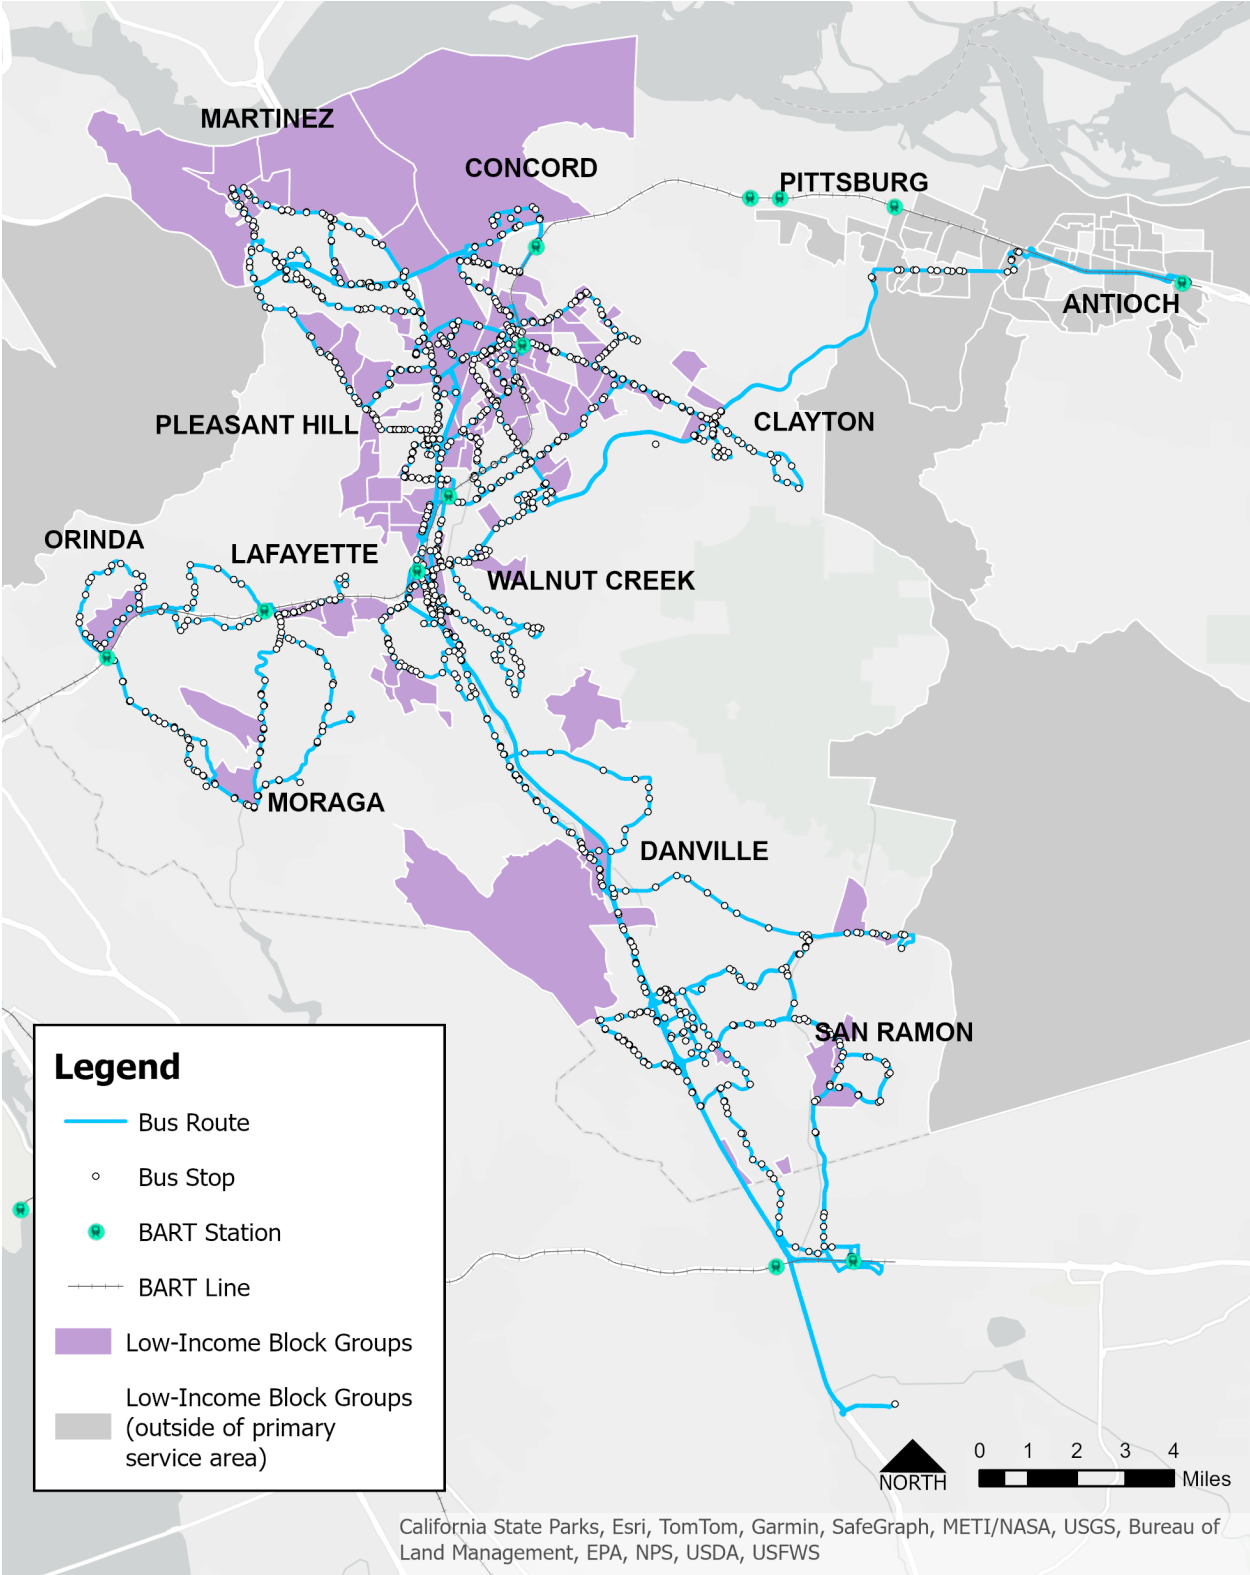 MARTINEZ
CONCORD
PITTSBURG
ANTIOCH
PLEASANT HILL
CLAYTON
ORINDA
LAFAYETTE
WALNUT CREEK
MORAGA
DANVILLE
SAN RAMON
Legend
Bus Route
Bus Stop
BART Station
BART Line
Low-Income Block Groups
Low-Income Block Groups
(outside of primary
service area)
NORTH
0 1 2 3 4
Miles
California State Parks, Esri, TomTom, Garmin, SafeGraph, METI/NASA, USGS, Bureau of
Land Management, EPA, NPS, USDA, USFWS